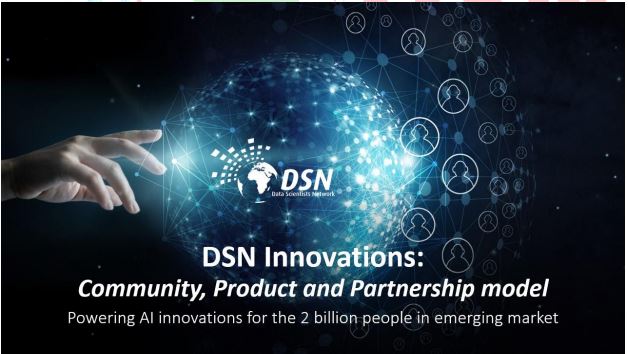 DSN
Data Scientists Network
DSN Innovations:
Community, Product and Partnership model
Powering AI innovations for the 2 billion people in emerging market